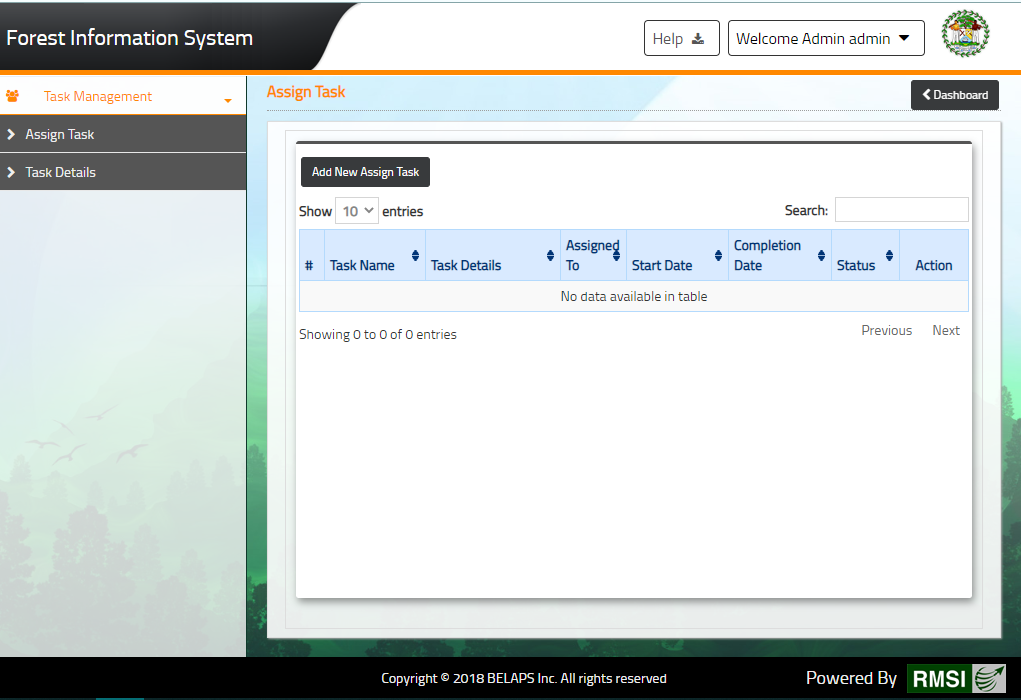 Forest Information System
Help
Welcome Admin admin
Task Management
Assign Task
Task Details
Assign Task
Dashboard
Add New Assign Task
Show 10 entries
Search:
# Task Name Task Details Assigned To Start Date Completion Date Status Action
No data available in table
Showing 0 to 0 of 0 entries
Previous Next
Copyright © 2018 BELAPS Inc. All rights reserved
Powered By RMSI